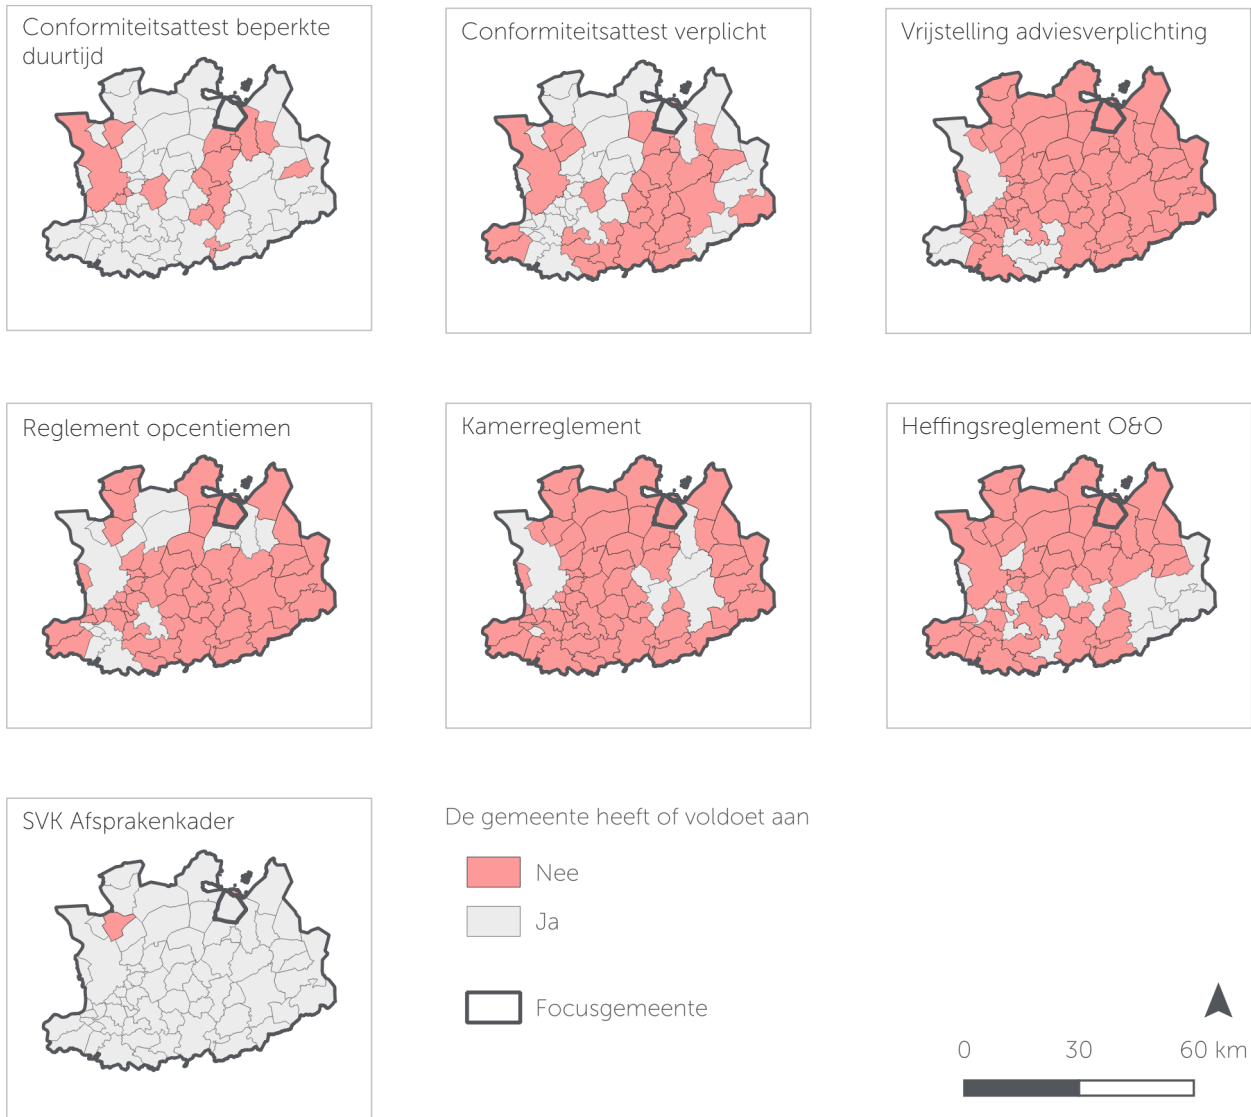 Conformiteitsattest beperkte
duurtijd
Conformiteitsattest verplicht
Vrijstelling adviesverplichting
Reglement opcentiemen
Kamerreglement
Heffingsreglement O&O
SVK Afsprakenkader
De gemeente heeft of voldoet aan
Nee
Ja
Focusgemeente
0 30 60 km